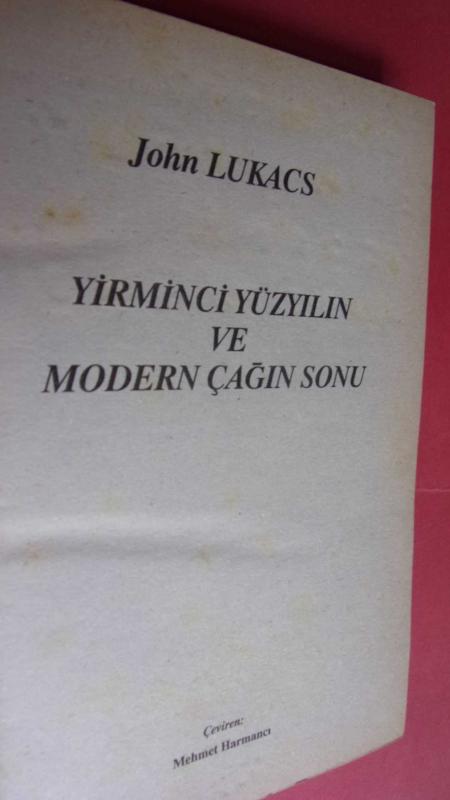 John LUKACS
YİRMİNCİ YÜZYILIN
VE
MODERN ÇAĞIN SONU
Çeviren:
Mehmet Harmancı